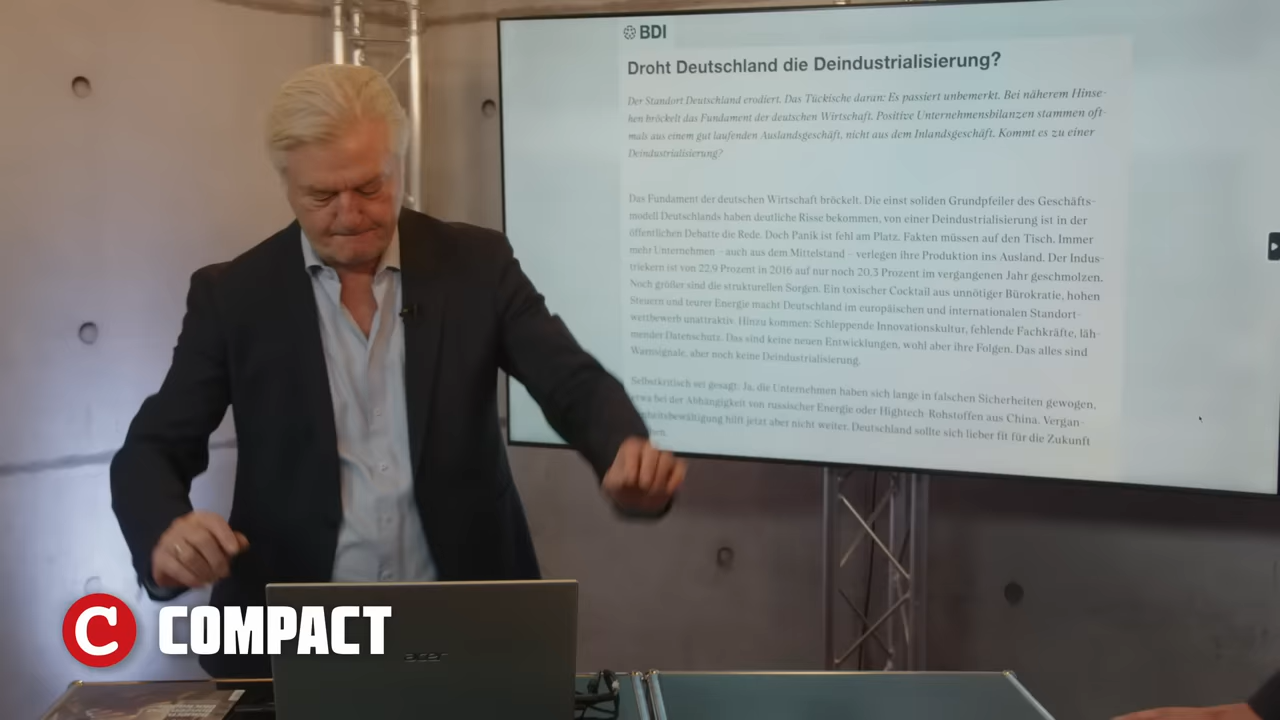 BDI
Droht Deutschland die Deindustrialisierung?
Der Standort Deutschland erodiert. Das Tückische daran: Es passiert unbemerkt. Bei näherem Hinse-
hen bröckelt das Fundament der deutschen Wirtschaft. Positive Unternehmensbilanzen stammen oft-
mals aus einem gut laufenden Auslandsgeschäft, nicht aus dem Inlandsgeschäft. Kommt es zu einer
Deindustrialisierung?
Das Fundament der deutschen Wirtschaft bröckelt. Die einst soliden Grundpfeiler des Geschäfts-
modell Deutschlands haben deutliche Risse bekommen, von einer Deindustrialisierung ist in der
öffentlichen Debatte die Rede. Doch Panik ist fehl am Platz. Fakten müssen auf den Tisch. Immer
mehr Unternehmen – auch aus dem Mittelstand – verlegen ihre Produktion ins Ausland. Der Indus-
triekern ist von 22,9 Prozent in 2016 auf nur noch 20,3 Prozent im vergangenen Jahr geschmolzen.
Noch größer sind die strukturellen Sorgen. Ein toxischer Cocktail aus unnötiger Bürokratie, hohen
Steuern und teurer Energie macht Deutschland im europäischen und internationalen Standort-
wettbewerb unattraktiv. Hinzu kommen: Schleppende Innovationskultur, fehlende Fachkräfte, läh-
mender Datenschutz. Das sind keine neuen Entwicklungen, wohl aber ihre Folgen. Das alles sind
Warnsignale, aber noch keine Deindustrialisierung.
Selbstkritisch sei gesagt: Ja, die Unternehmen haben sich lange in falschen Sicherheiten gewogen,
etwa bei der Abhängigkeit von russischer Energie oder Hightech-Rohstoffen aus China. Vergan-
genheitsbewältigung hilft jetzt aber nicht weiter. Deutschland sollte sich lieber fit für die Zukunft
C COMPACT
acer